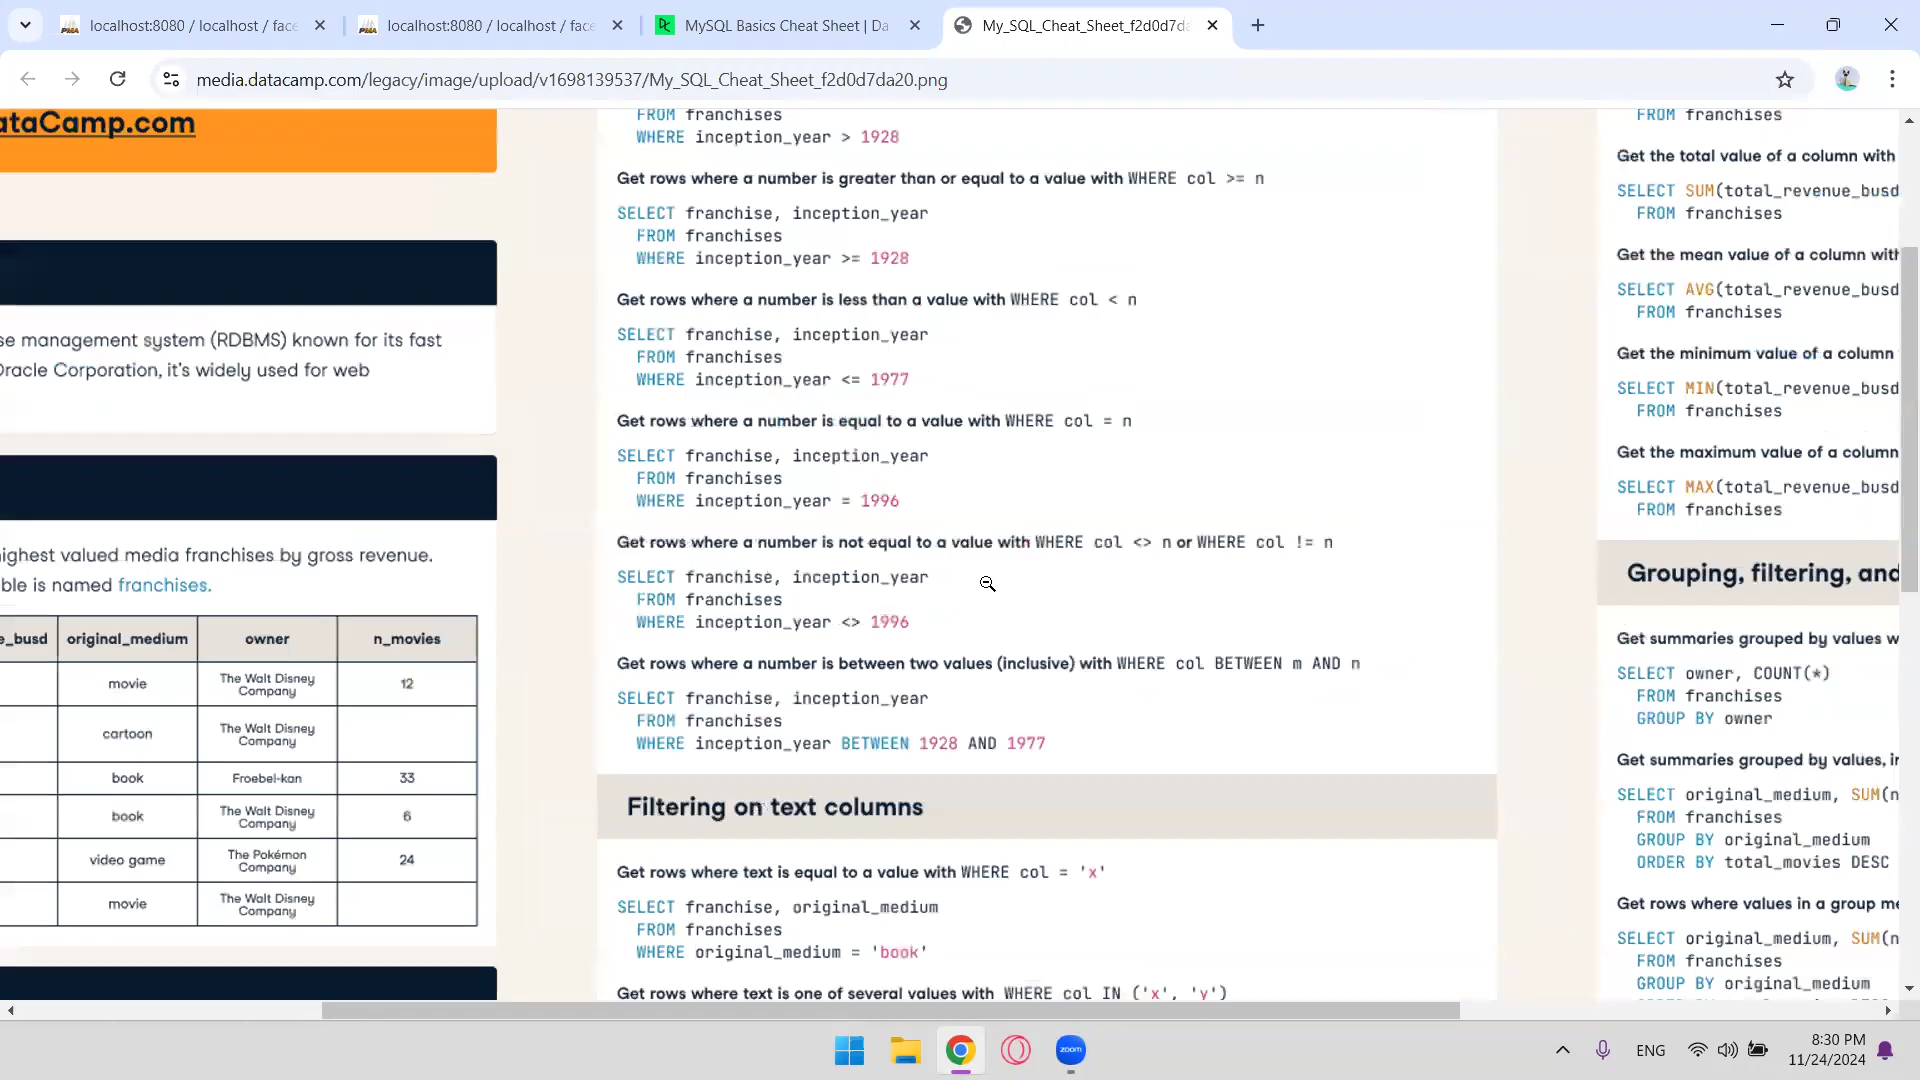 localhost:8080 / localhost / face
localhost:8080 / localhost / face
MySQL Basics Cheat Sheet | Da
My_SQL_Cheat_Sheet_f2d0d7da
media.datacamp.com/legacy/image/upload/v1698139537/My_SQL_Cheat_Sheet_f2d0d7da20.png
ataCamp.com
se management system (RDBMS) known for its fast
Oracle Corporation, it's widely used for web
highest valued media franchises by gross revenue.
ble is named franchises.
e_busd original_medium owner n_movies
movie The Walt Disney Company 12
cartoon The Walt Disney Company
book Froebel-kan 33
book The Walt Disney Company 6
video game The Pokémon Company 24
movie The Walt Disney Company
FROM franchises
WHERE inception_year > 1928
Get rows where a number is greater than or equal to a value with WHERE col >= n
SELECT franchise, inception_year
FROM franchises
WHERE inception_year >= 1928
Get rows where a number is less than a value with WHERE col < n
SELECT franchise, inception_year
FROM franchises
WHERE inception_year <= 1977
Get rows where a number is equal to a value with WHERE col = n
SELECT franchise, inception_year
FROM franchises
WHERE inception_year = 1996
Get rows where a number is not equal to a value with WHERE col <> n or WHERE col != n
SELECT franchise, inception_year
FROM franchises
WHERE inception_year <> 1996
Get rows where a number is between two values (inclusive) with WHERE col BETWEEN m AND n
SELECT franchise, inception_year
FROM franchises
WHERE inception_year BETWEEN 1928 AND 1977
Filtering on text columns
Get rows where text is equal to a value with WHERE col = 'x'
SELECT franchise, original_medium
FROM franchises
WHERE original_medium = 'book'
Get rows where text is one of several values with WHERE col IN ('x', 'y')
FROM franchises
Get the total value of a column with
SELECT SUM(total_revenue_busd
FROM franchises
Get the mean value of a column with
SELECT AVG(total_revenue_busd
FROM franchises
Get the minimum value of a column
SELECT MIN(total_revenue_busd
FROM franchises
Get the maximum value of a column
SELECT MAX(total_revenue_busd
FROM franchises
Grouping, filtering, and
Get summaries grouped by values w
SELECT owner, COUNT(*)
FROM franchises
GROUP BY owner
Get summaries grouped by values, in
SELECT original_medium, SUM(n
FROM franchises
GROUP BY original_medium
ORDER BY total_movies DESC
Get rows where values in a group me
SELECT original_medium, SUM(n
FROM franchises
GROUP BY original_medium
zoom
ENG
8:30 PM
11/24/2024